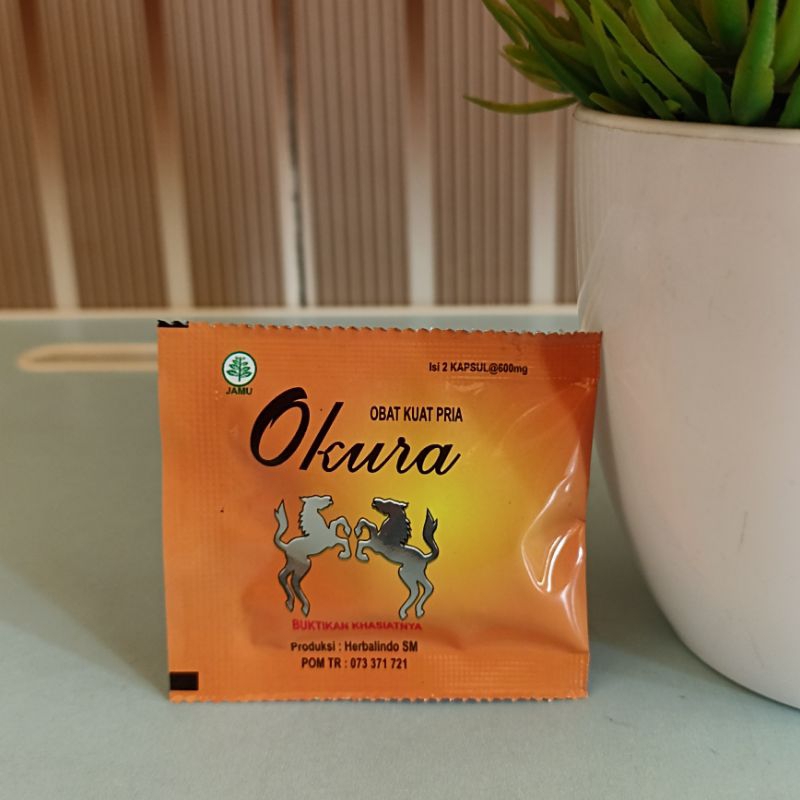 JAMU
Isi 2 KAPSUL@600mg
OBAT KUAT PRIA
Okura
BUKTIKAN KHASIATNYA
Produksi : Herbalindo SM
POM TR : 073 371 721